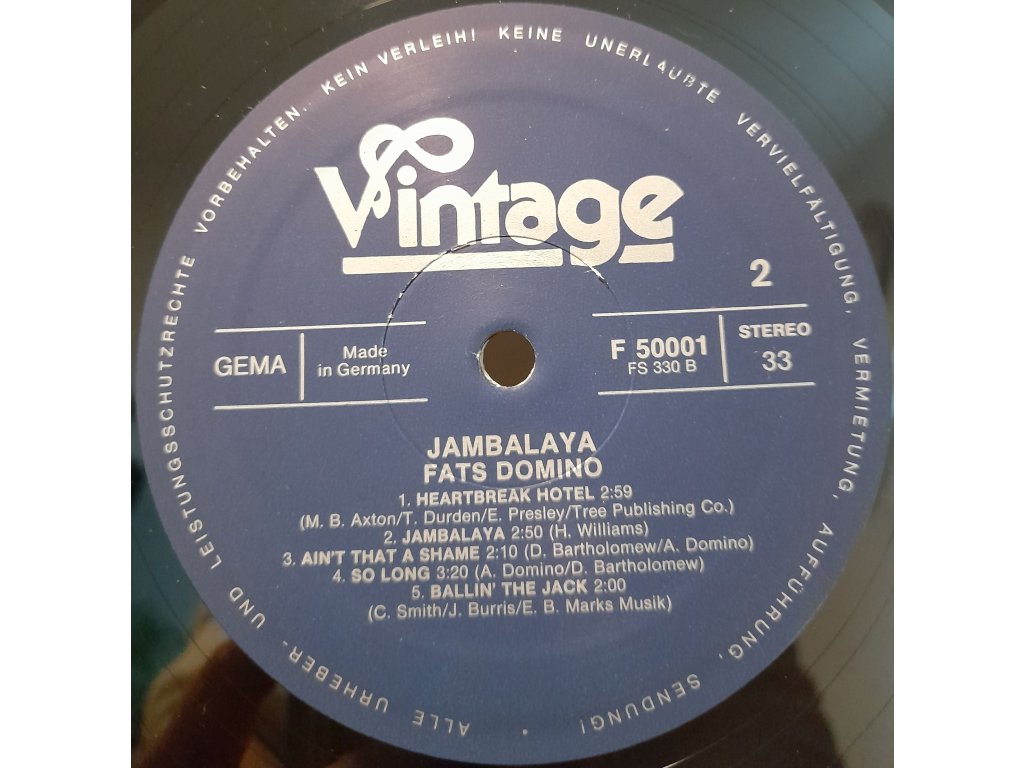 ALLE URHEBER- UND LEISTUNGSSCHUTZRECHTE VORBEHALTEN. KEIN VERLEIH! KEINE UNERLAUBTE VERVIELFÄLTIGUNG, VERMIETUNG, AUFFÜHRUNG, SENDUNG!
Vintage
2
GEMA
Made
in Germany
F 50001
FS 330 B
STEREO
33
JAMBALAYA
FATS DOMINO
1. HEARTBREAK HOTEL 2:59
(M. B. Axton/T. Durden/E. Presley/Tree Publishing Co.)
2. JAMBALAYA 2:50 (H. Williams)
3. AIN'T THAT A SHAME 2:10 (D. Bartholomew/A. Domino)
4. SO LONG 3:20 (A. Domino/D. Bartholomew)
5. BALLIN' THE JACK 2:00
(C. Smith/J. Burris/E. B. Marks Musik)